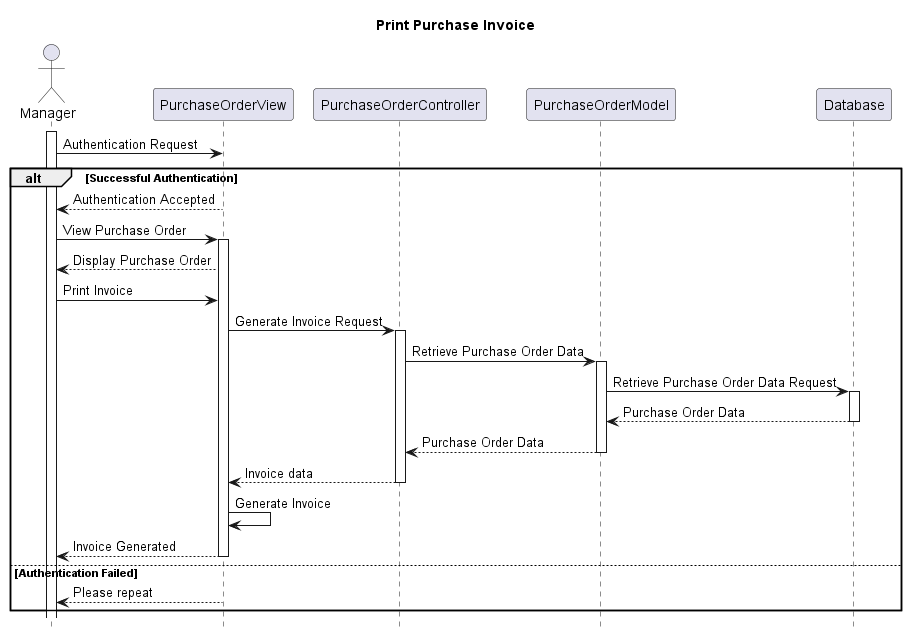 Print Purchase Invoice
Manager
PurchaseOrderView
PurchaseOrderController
PurchaseOrderModel
Database
Authentication Request
alt
[Successful Authentication]
Authentication Accepted
View Purchase Order
Display Purchase Order
Print Invoice
Generate Invoice Request
Retrieve Purchase Order Data
Retrieve Purchase Order Data Request
Purchase Order Data
Purchase Order Data
Invoice data
Generate Invoice
Invoice Generated
[Authentication Failed]
Please repeat